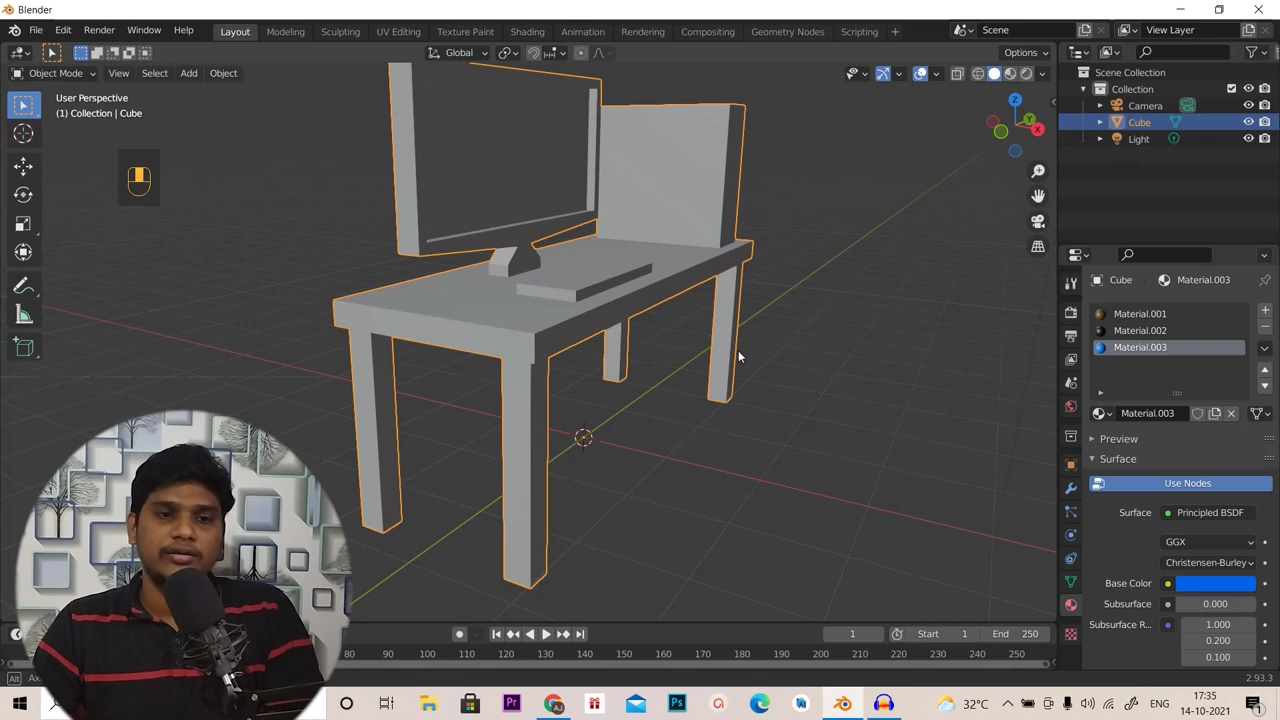 Blender
File Edit Render Window Help
Layout Modeling Sculpting UV Editing Texture Paint Shading Animation Rendering Compositing Geometry Nodes Scripting +
Scene
View Layer
Global
Options
Object Mode View Select Add Object
User Perspective
(1) Collection | Cube
Scene Collection
Collection
Camera
Cube
Light
Z
Y
X
Cube Material.003
Material.001
Material.002
Material.003
Material.003
Preview
Surface
Use Nodes
Surface Principled BSDF
GGX
Christensen-Burley
Base Color
Subsurface 0.000
Subsurface R... 1.000
0.200
0.100
1 Start 1 End 250
80 90 100 110 120 130 140 150 160 170 180 190 200 210 220 230 240 250
Alt
2.93.3
Pr Ps
32°C ENG 17:35
14-10-2021